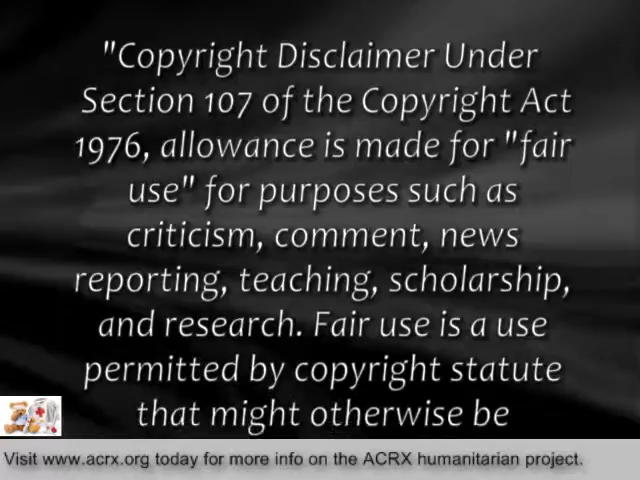 "Copyright Disclaimer Under
Section 107 of the Copyright Act
1976, allowance is made for "fair
use" for purposes such as
criticism, comment, news
reporting, teaching, scholarship,
and research. Fair use is a use
permitted by copyright statute
that might otherwise be
Visit www.acrx.org today for more info on the ACRX humanitarian project.